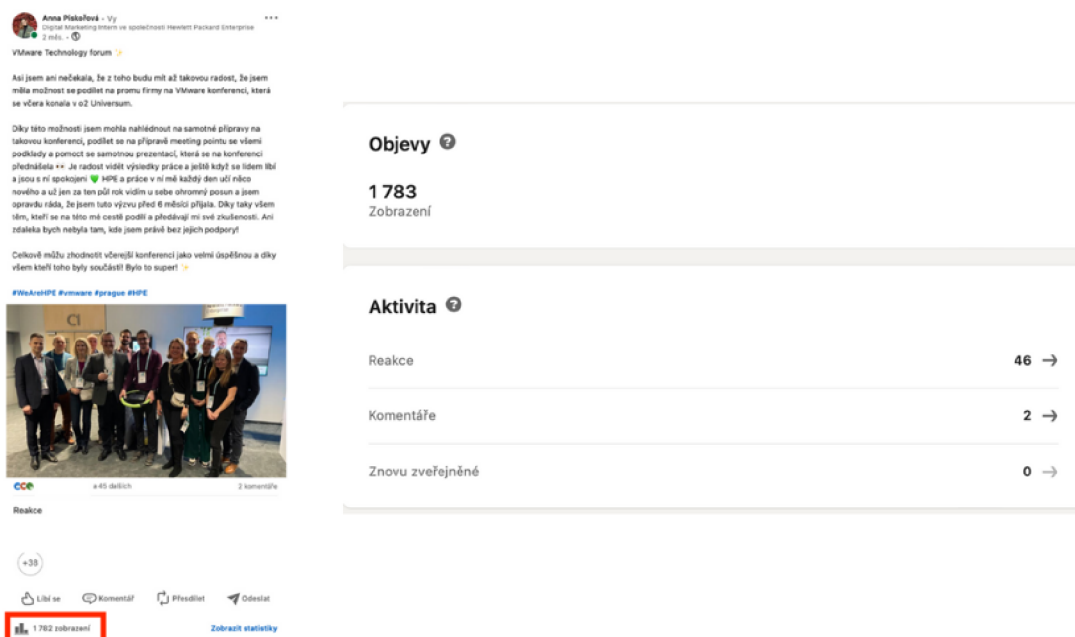 Anna Piskořová • Vy
Digital Marketing Intern ve společnosti Hewlett Packard Enterprise
2 měs. •
VMware Technology forum ✨
Asi jsem ani nečekala, že z toho budu mít až takovou radost, že jsem
měla možnost se podílet na promu firmy na VMware konferenci, která
se včera konala v o2 Universum.
Díky této možnosti jsem mohla nahlédnout na samotné přípravy na
takovou konferenci, podílet se na přípravě meeting pointu se všemi
podklady a pomoct se samotnou prezentací, která se na konferenci
přednášela 👀 Je radost vidět výsledky práce a ještě když se lidem líbí
a jsou s ní spokojeni 💚 HPE a práce v ní mě každý den učí něco
nového a už jen za ten půl rok vidím u sebe ohromný posun a jsem
opravdu ráda, že jsem tuto výzvu před 6 měsíci přijala. Díky taky všem
těm, kteří se na této mé cestě podílí a předávají mi své zkušenosti. Ani
zdaleka bych nebyla tam, kde jsem právě bez jejich podpory!
Celkově můžu zhodnotit včerejší konferenci jako velmi úspěšnou a díky
všem kteří toho byly součástí! Bylo to super! ✨
#WeAreHPE #vmware #prague #HPE
a 45 dalších
2 komentáře
Reakce
+38
Líbí se
Komentář
Přesdílet
Odeslat
1 782 zobrazení
Zobrazit statistiky
Objevy
1 783
Zobrazení
Aktivita
Reakce 46
Komentáře 2
Znovu zveřejněné 0